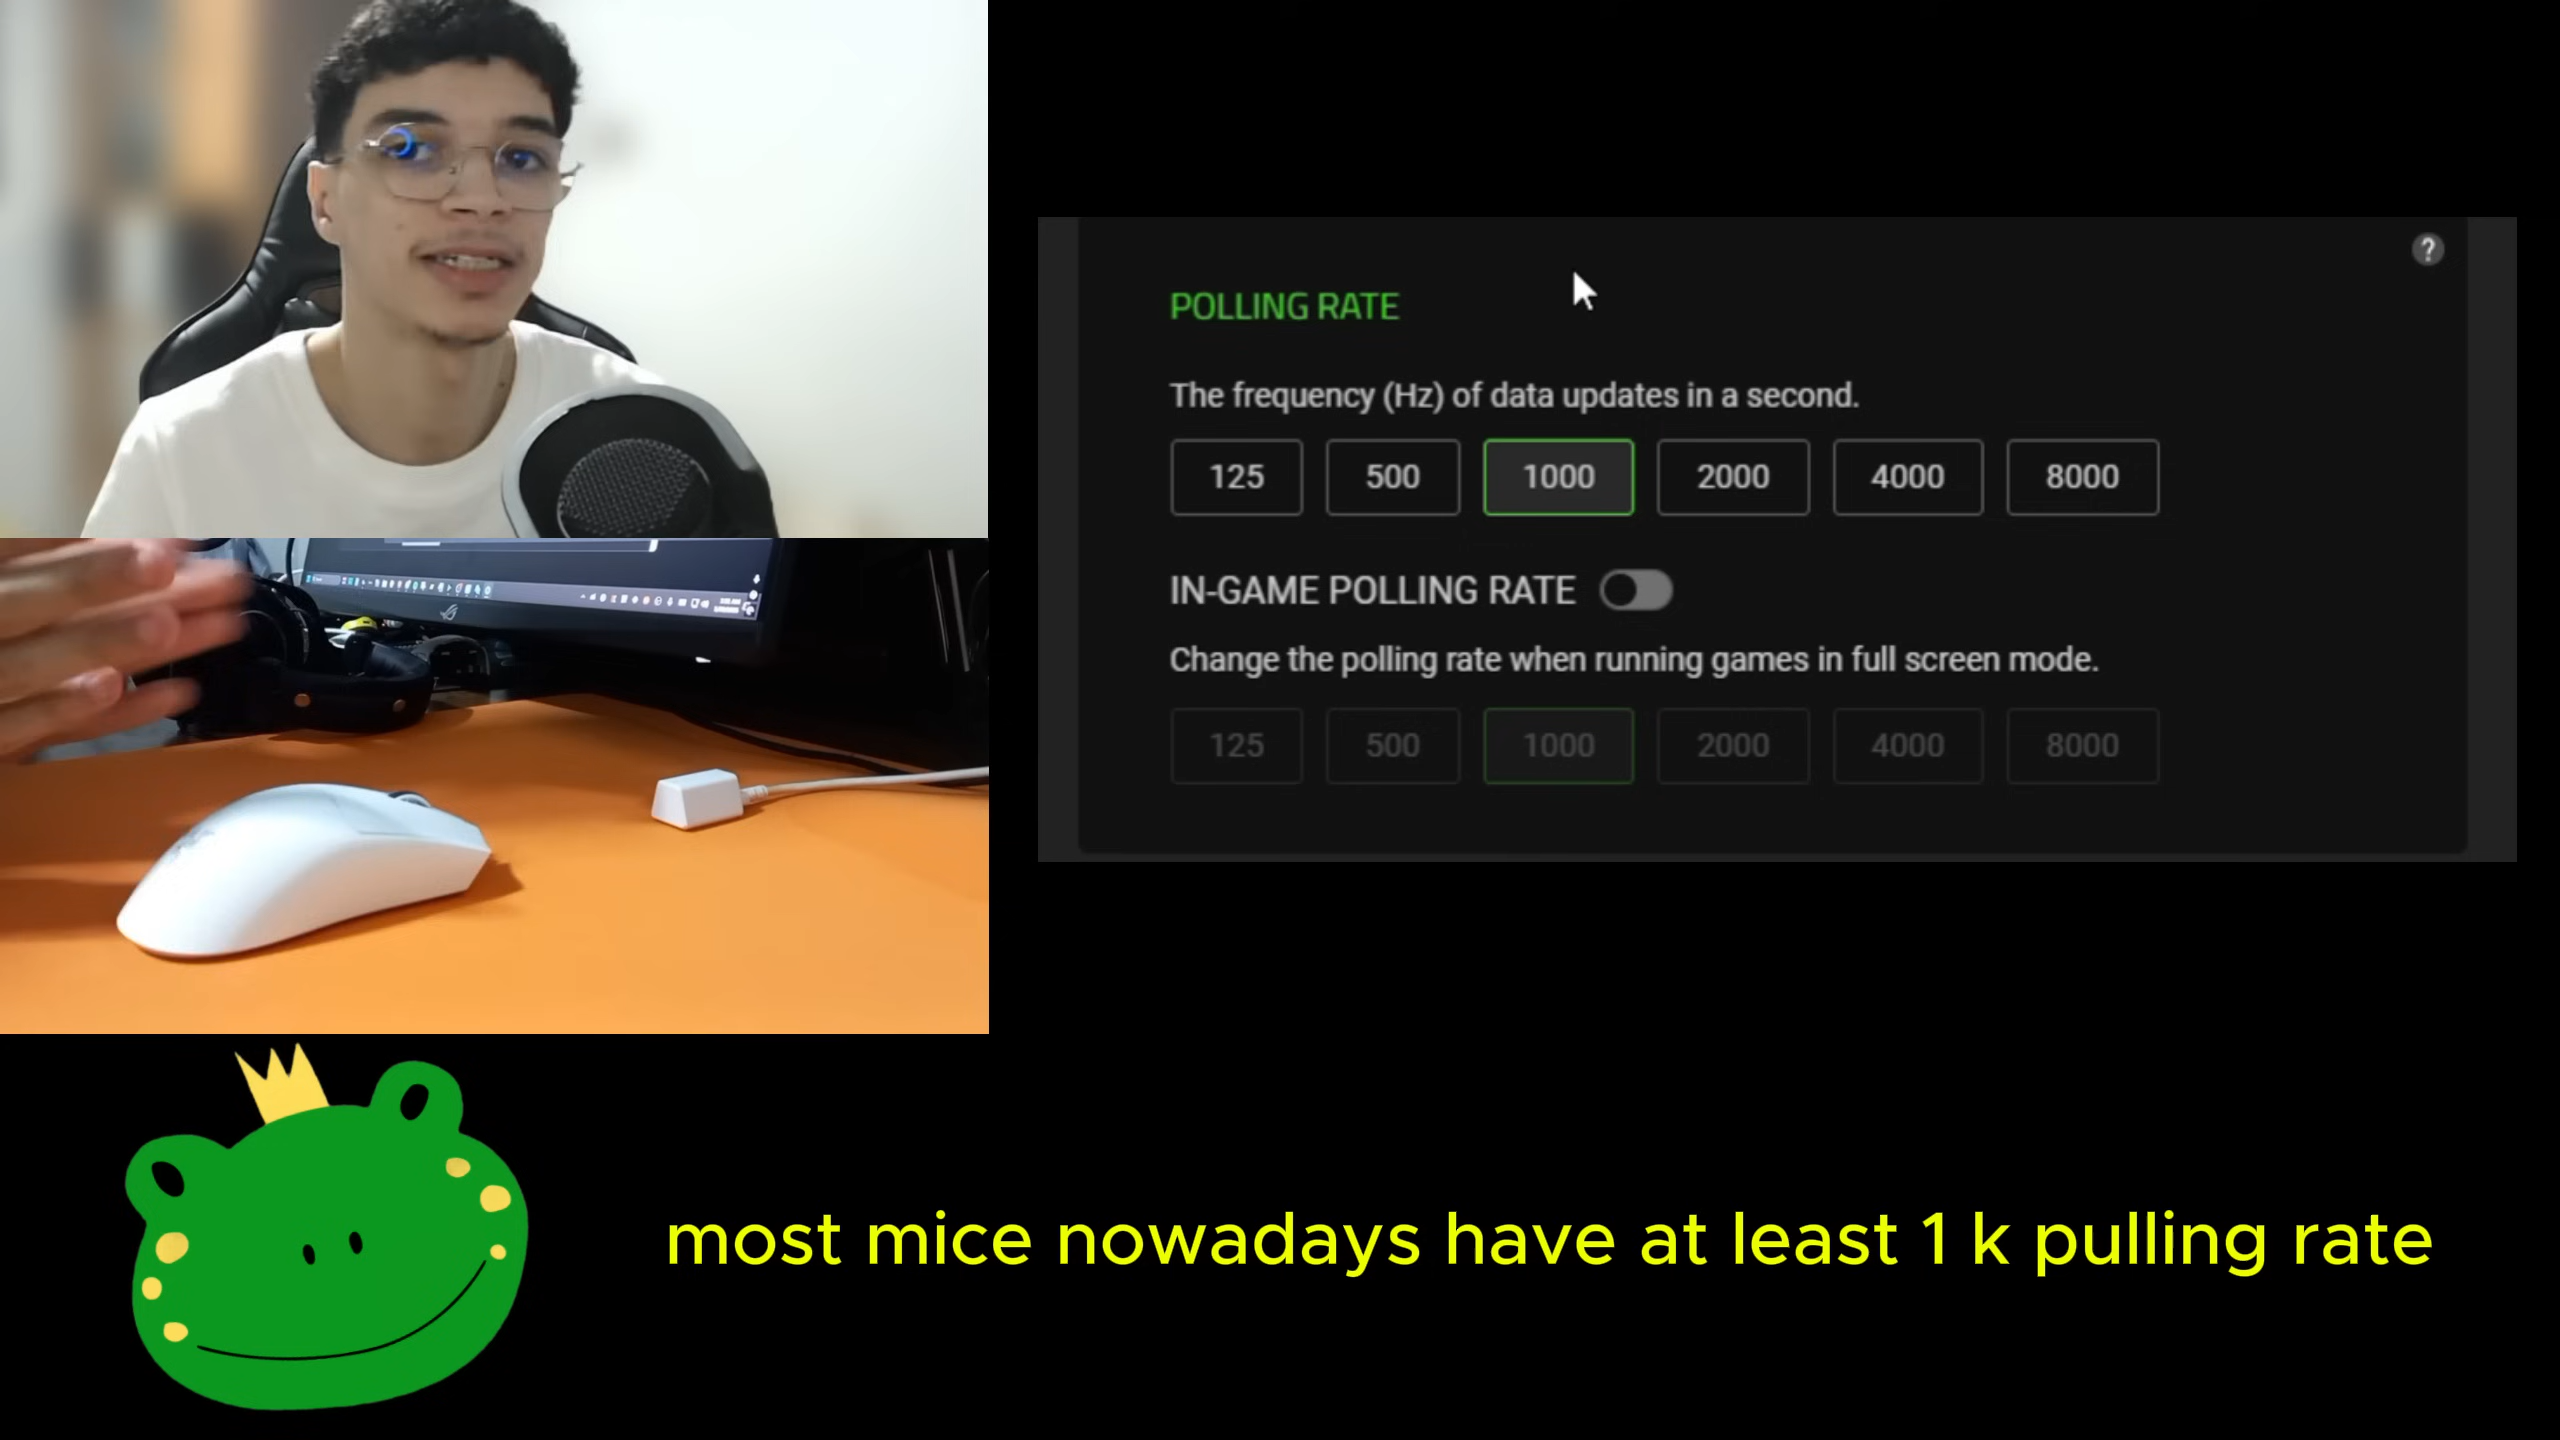 ?
POLLING RATE
The frequency (Hz) of data updates in a second.
125 500 1000 2000 4000 8000
IN-GAME POLLING RATE
Change the polling rate when running games in full screen mode.
125 500 1000 2000 4000 8000
most mice nowadays have at least 1 k pulling rate